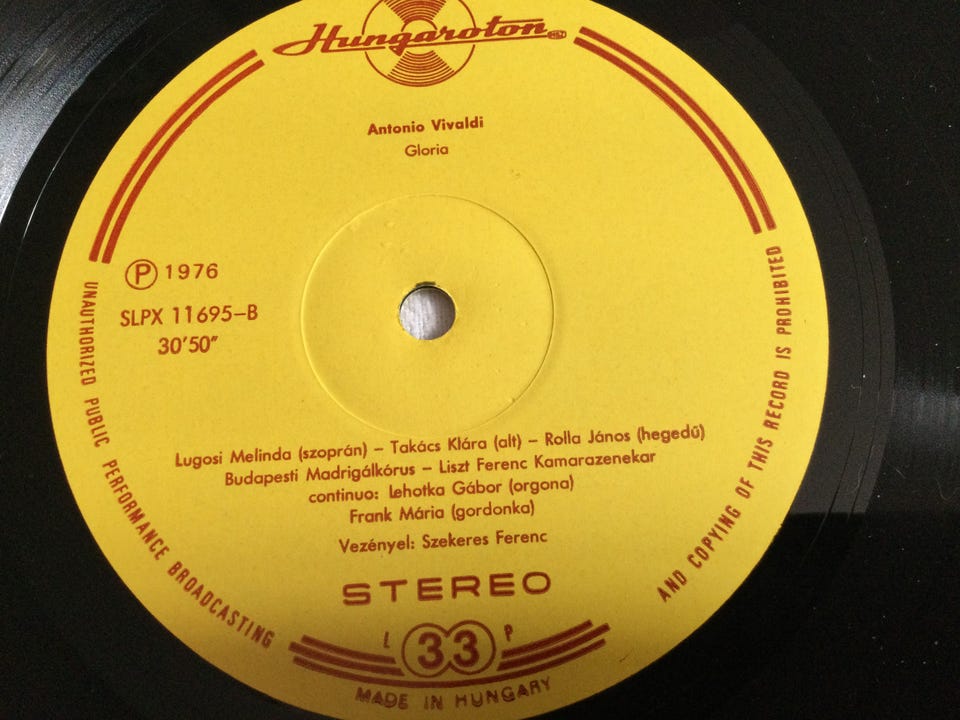 Hungaroton
Antonio Vivaldi
Gloria
Ⓟ 1976
SLPX 11695-B
30'50"
Lugosi Melinda (szoprán) – Takács Klára (alt) – Rolla János (hegedű)
Budapesti Madrigálkórus – Liszt Ferenc Kamarazenekar
continuo: Lehotka Gábor (orgona)
Frank Mária (gordonka)
Vezényel: Szekeres Ferenc
STEREO
L 33 P
MADE IN HUNGARY
UNAUTHORIZED PUBLIC PERFORMANCE BROADCASTING
AND COPYING OF THIS RECORD IS PROHIBITED